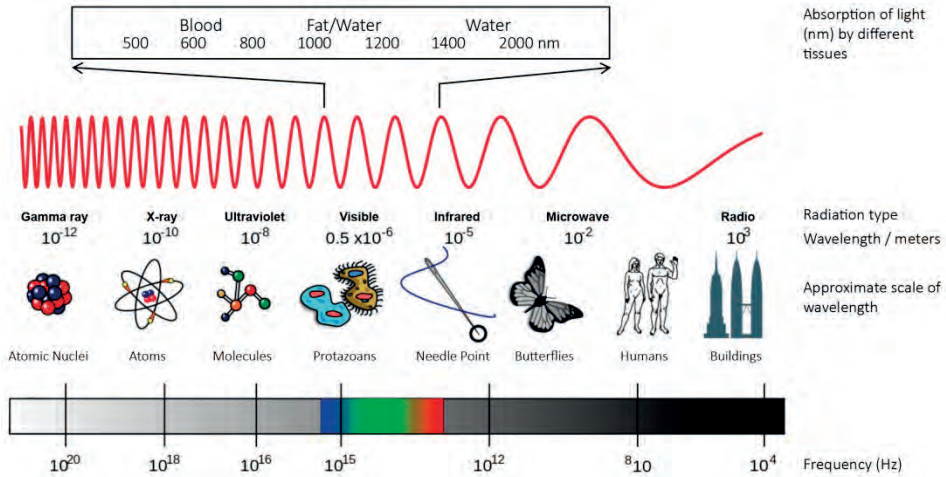 Blood Fat/Water Water
500 600 800 1000 1200 1400 2000 nm
Absorption of light
(nm) by different
tissues
Gamma ray X-ray Ultraviolet Visible Infrared Microwave Radio
Radiation type
10⁻¹² 10⁻¹⁰ 10⁻⁸ 0.5 x10⁻⁶ 10⁻⁵ 10⁻² 10³
Wavelength / meters
Approximate scale of
wavelength
Atomic Nuclei Atoms Molecules Protazoans Needle Point Butterflies Humans Buildings
10²⁰ 10¹⁸ 10¹⁶ 10¹⁵ 10¹² ⁸10 10⁴
Frequency (Hz)